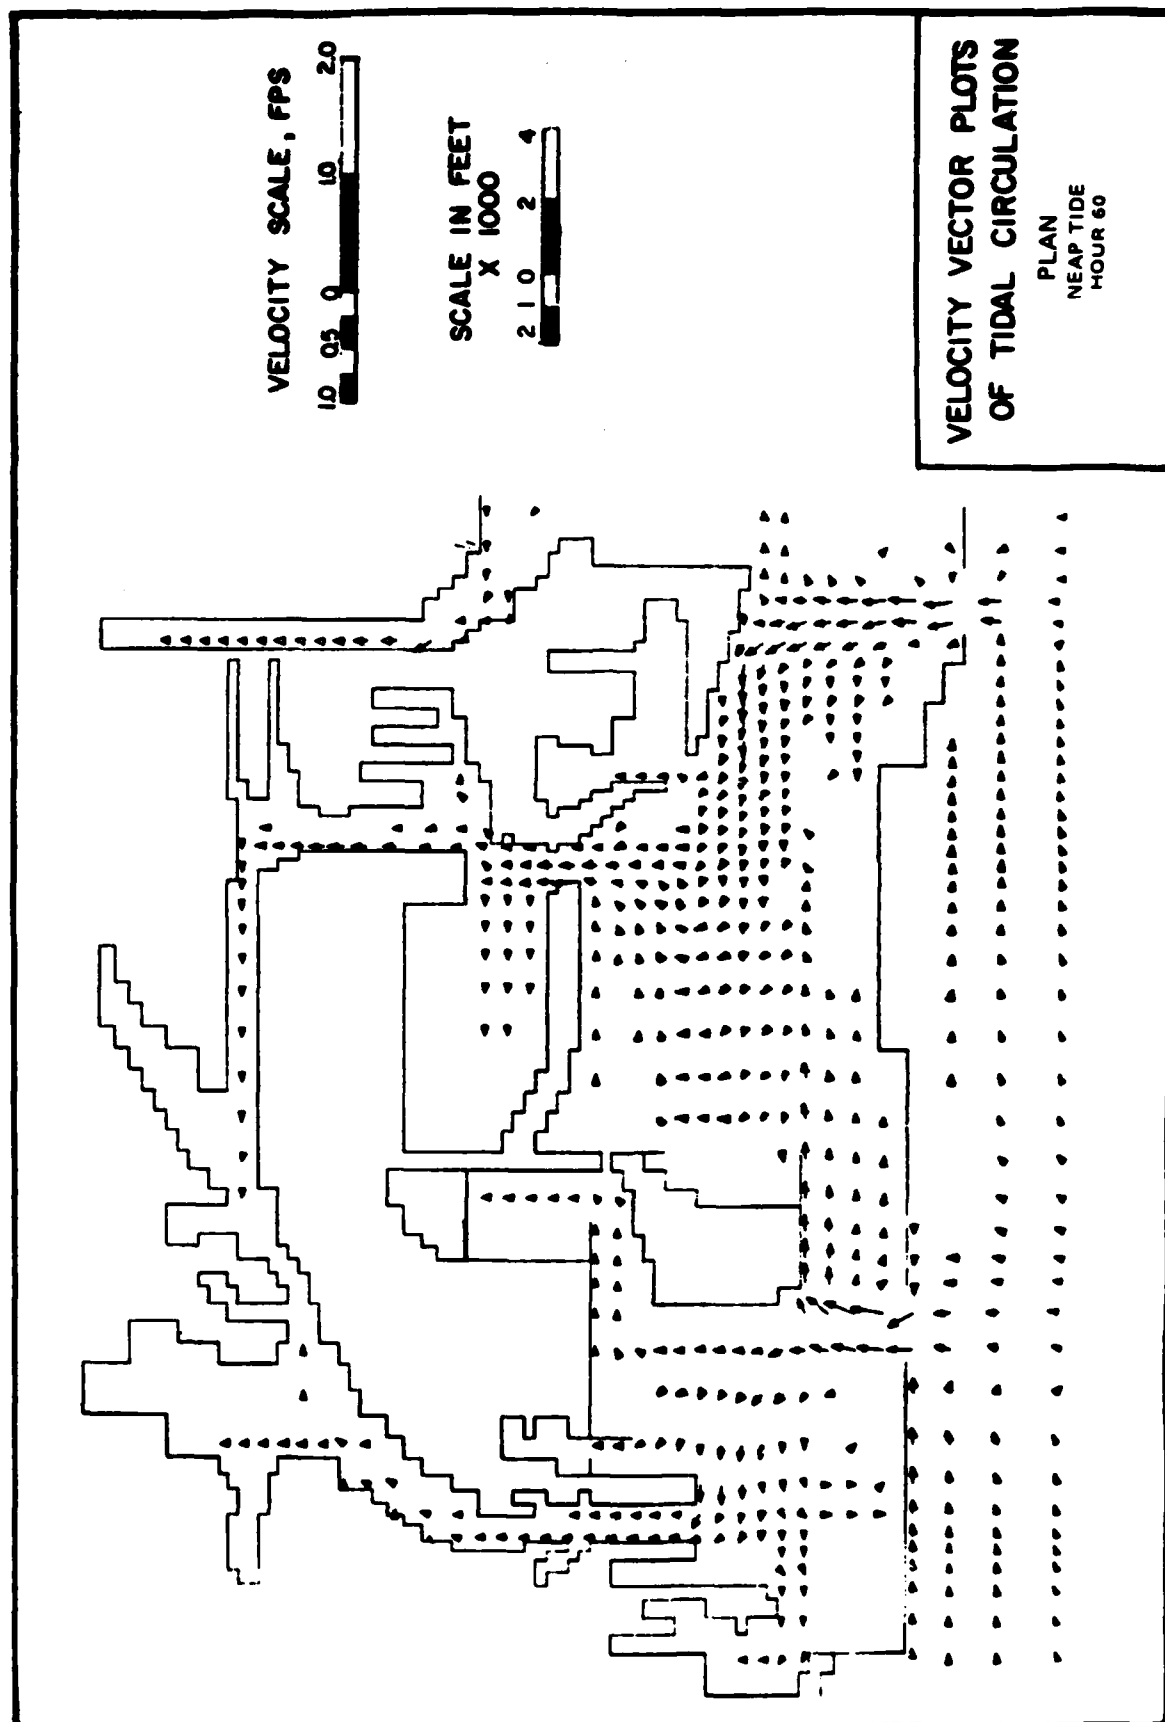 VELOCITY SCALE, FPS
1.0 0.5 0 1.0 2.0
SCALE IN FEET
X 1000
2 1 0 2 4
VELOCITY VECTOR PLOTS
OF TIDAL CIRCULATION
PLAN
NEAP TIDE
HOUR 60